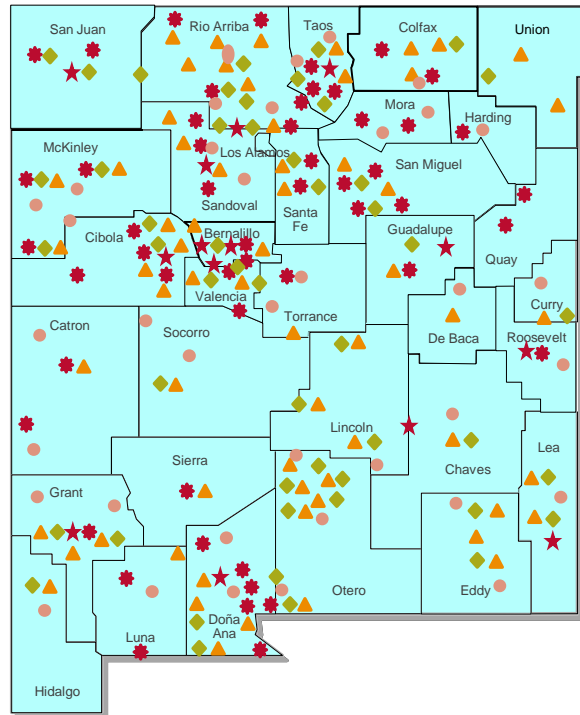 San Juan
Rio Arriba
Taos
Colfax
Union
Mora
Harding
McKinley
Los Alamos
San Miguel
Sandoval
Santa
Fe
Cibola
Bernalillo
Guadalupe
Quay
Valencia
Curry
Torrance
De Baca
Catron
Socorro
Roosevelt
Lincoln
Lea
Sierra
Chaves
Grant
Otero
Eddy
Doña
Ana
Luna
Hidalgo